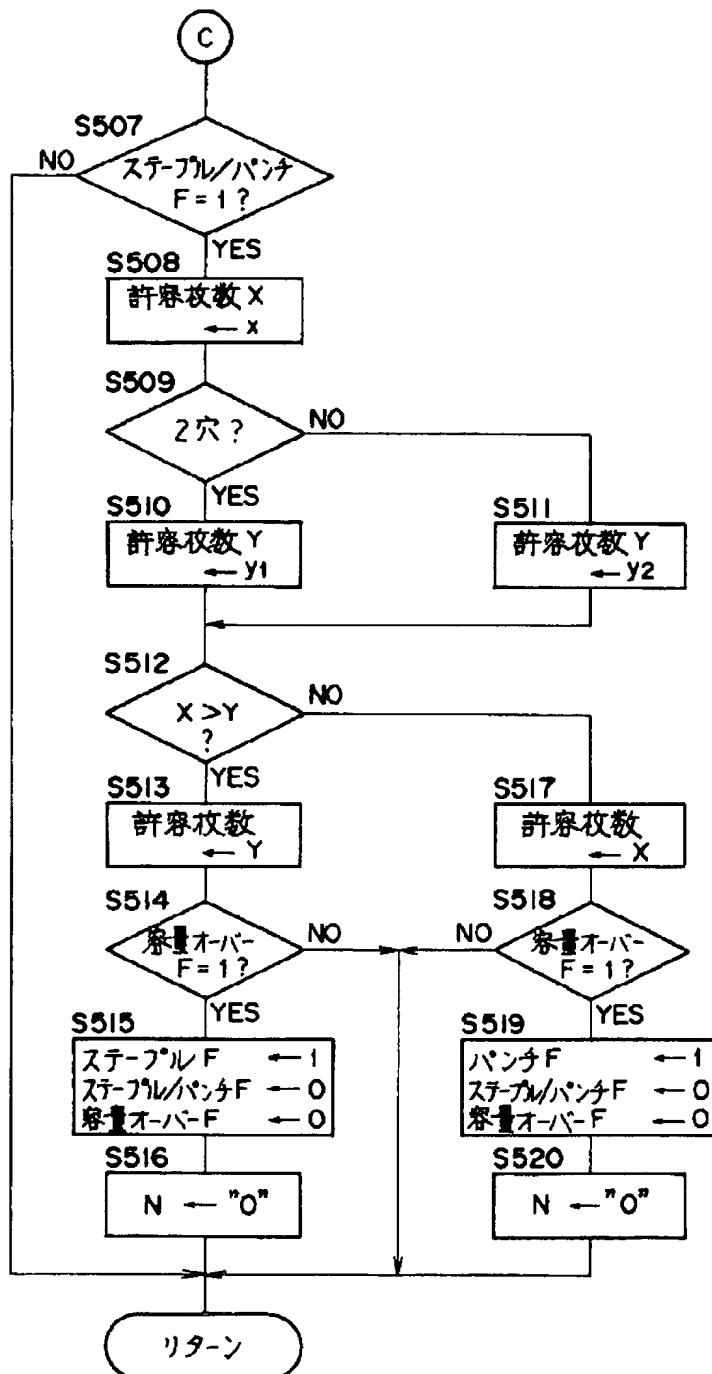 C
S507
NO
ステープル/パンチ
F=1?
YES
S508
許容枚数 X
← x
S509
2穴?
NO
YES
S510
S511
許容枚数 Y
← y1
許容枚数 Y
← y2
S512
X>Y
?
NO
YES
S513
S517
許容枚数
← Y
許容枚数
← X
S514
S518
容量オーバー
F=1?
NO
NO
容量オーバー
F=1?
YES
YES
S515
S519
ステープルF ←1
ステープル/パンチF ←0
容量オーバーF ←0
パンチF ←1
ステープル/パンチF ←0
容量オーバーF ←0
S516
S520
N ← "0"
N ← "0"
リターン